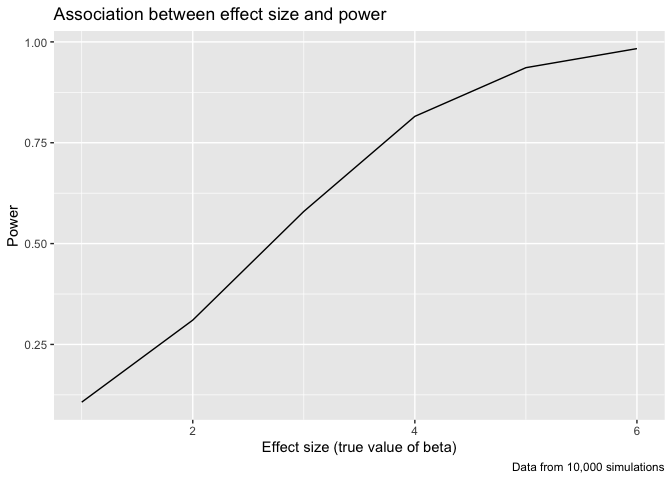 Association between effect size and power
1.00
0.75
0.50
0.25
Power
2
4
6
Effect size (true value of beta)
Data from 10,000 simulations